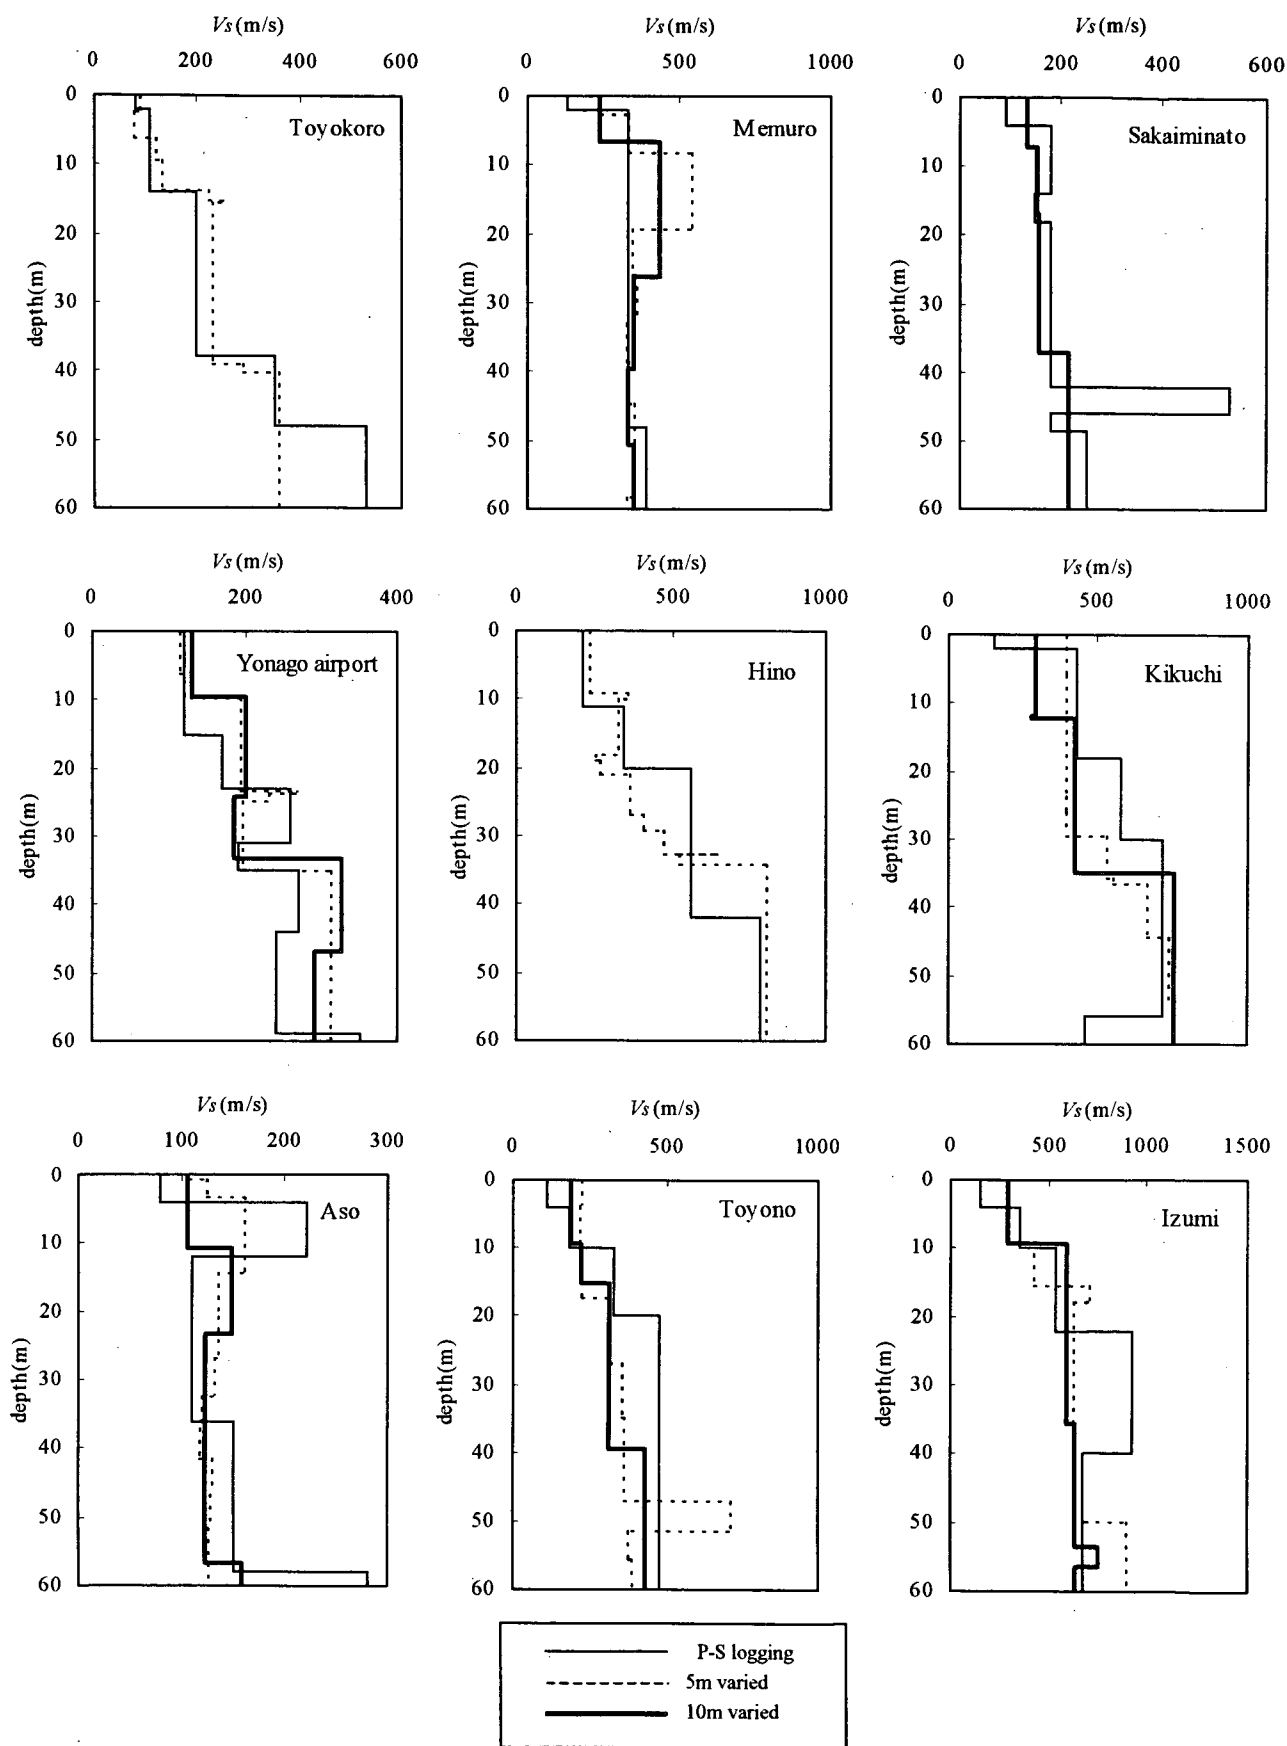 Vs (m/s) Vs (m/s) Vs (m/s)
0 200 400 600 0 500 1000 0 200 400 600
0 0 0
Toyokoro Memuro Sakaiminato
10 10 10
20 20 20
depth(m) depth(m) depth(m)
30 30 30
40 40 40
50 50 50
60 60 60
Vs (m/s) Vs (m/s) Vs (m/s)
0 200 400 0 500 1000 0 500 1000
0 0 0
Yonago airport Hino Kikuchi
10 10 10
20 20 20
depth(m) depth(m) depth(m)
30 30 30
40 40 40
50 50 50
60 60 60
Vs (m/s) Vs (m/s) Vs (m/s)
0 100 200 300 0 500 1000 0 500 1000 1500
0 0 0
Aso Toyono Izumi
10 10 10
20 20 20
depth(m) depth(m) depth(m)
30 30 30
40 40 40
50 50 50
60 60 60
P-S logging
5m varied
10m varied